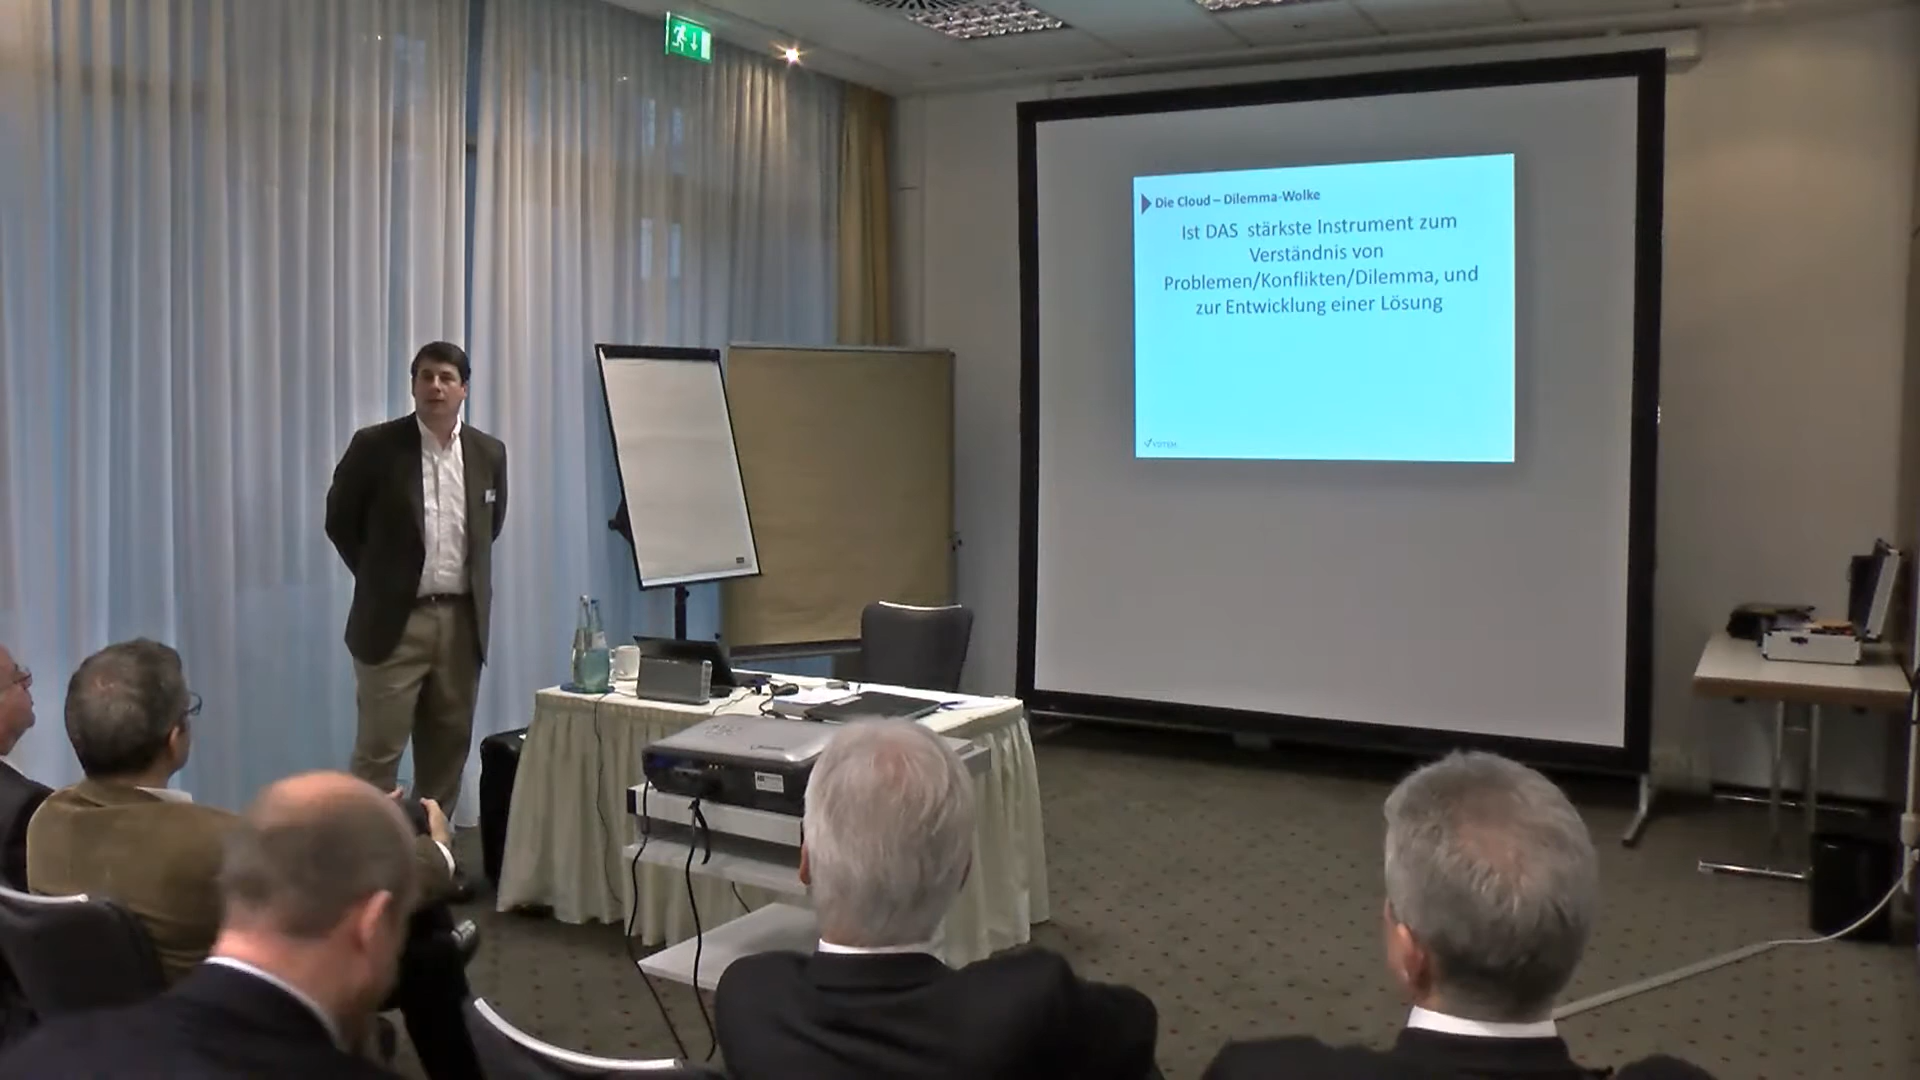 Die Cloud – Dilemma-Wolke
Ist DAS stärkste Instrument zum
Verständnis von
Problemen/Konflikten/Dilemma, und
zur Entwicklung einer Lösung